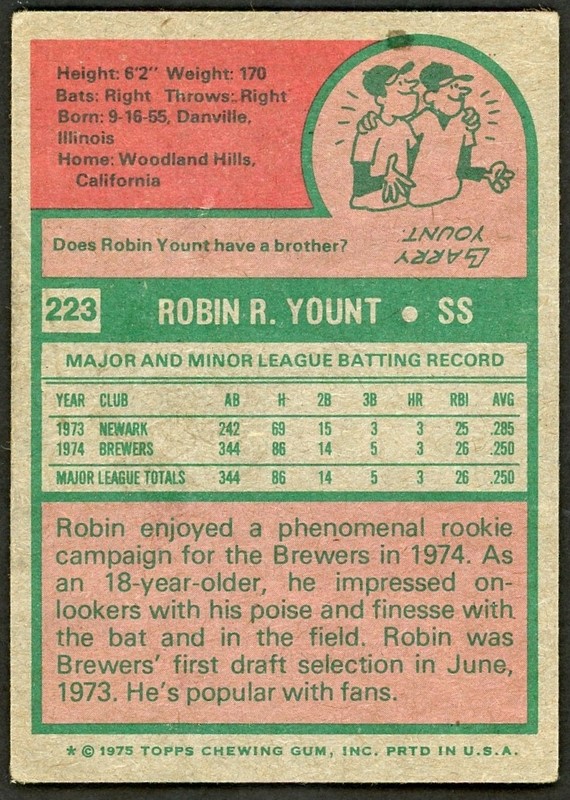 Height: 6'2" Weight: 170
Bats: Right Throws: Right
Born: 9-16-55, Danville,
Illinois
Home: Woodland Hills,
California
Does Robin Yount have a brother?
LARRY
YOUNT.
223 ROBIN R. YOUNT • SS
MAJOR AND MINOR LEAGUE BATTING RECORD
YEAR CLUB AB H 2B 3B HR RBI AVG
1973 NEWARK 242 69 15 3 3 25 .285
1974 BREWERS 344 86 14 5 3 26 .250
MAJOR LEAGUE TOTALS 344 86 14 5 3 26 .250
Robin enjoyed a phenomenal rookie
campaign for the Brewers in 1974. As
an 18-year-older, he impressed on-
lookers with his poise and finesse with
the bat and in the field. Robin was
Brewers' first draft selection in June,
1973. He's popular with fans.
* © 1975 TOPPS CHEWING GUM, INC. PRTD IN U.S.A.